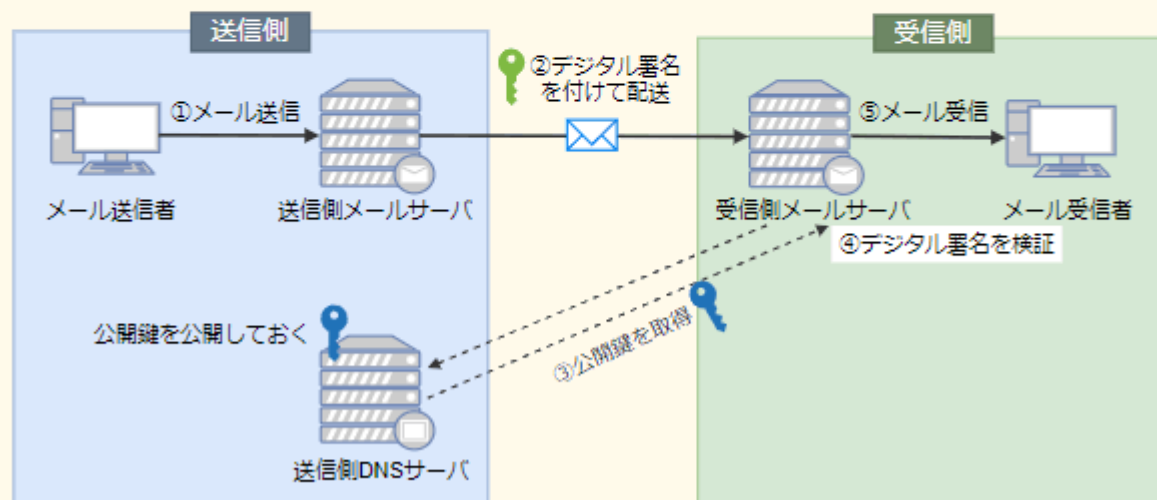 送信側
受信側
②デジタル署名
を付けて配送
①メール送信
⑤メール受信
メール送信者
送信側メールサーバ
受信側メールサーバ
メール受信者
④デジタル署名を検証
公開鍵を公開しておく
③公開鍵を取得
送信側DNSサーバ